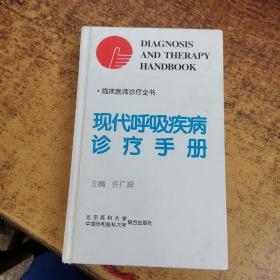 DIAGNOSIS
AND THERAPY
HANDBOOK
·临床医师诊疗全书
现代呼吸疾病
诊疗手册
主编 许广润
北京医科大学
中国协和医科大学 联合出版社